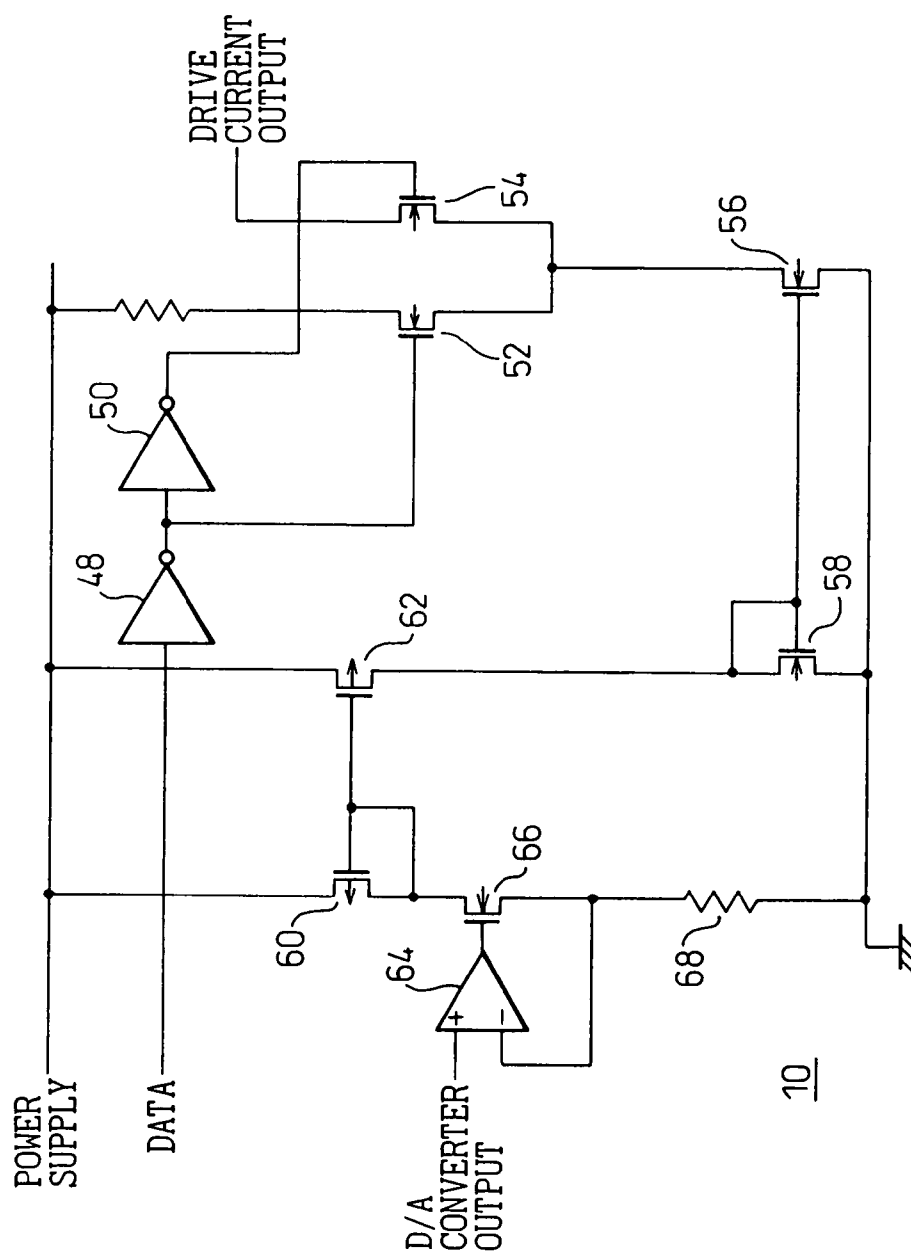 POWER
SUPPLY
DATA
D/A
CONVERTER
OUTPUT
DRIVE
CURRENT
OUTPUT
48
50
52
54
56
58
60
62
64
+
−
66
68
10